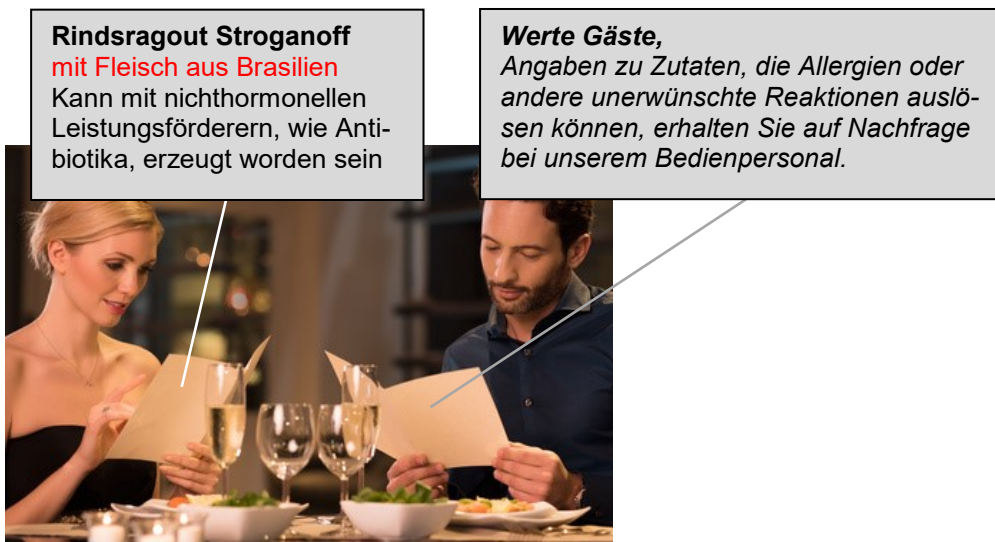 Rindsragout Stroganoff
mit Fleisch aus Brasilien
Kann mit nichthormonellen
Leistungsförderern, wie Anti-
biotika, erzeugt worden sein
Werte Gäste,
Angaben zu Zutaten, die Allergien oder
andere unerwünschte Reaktionen auslö-
sen können, erhalten Sie auf Nachfrage
bei unserem Bedienpersonal.